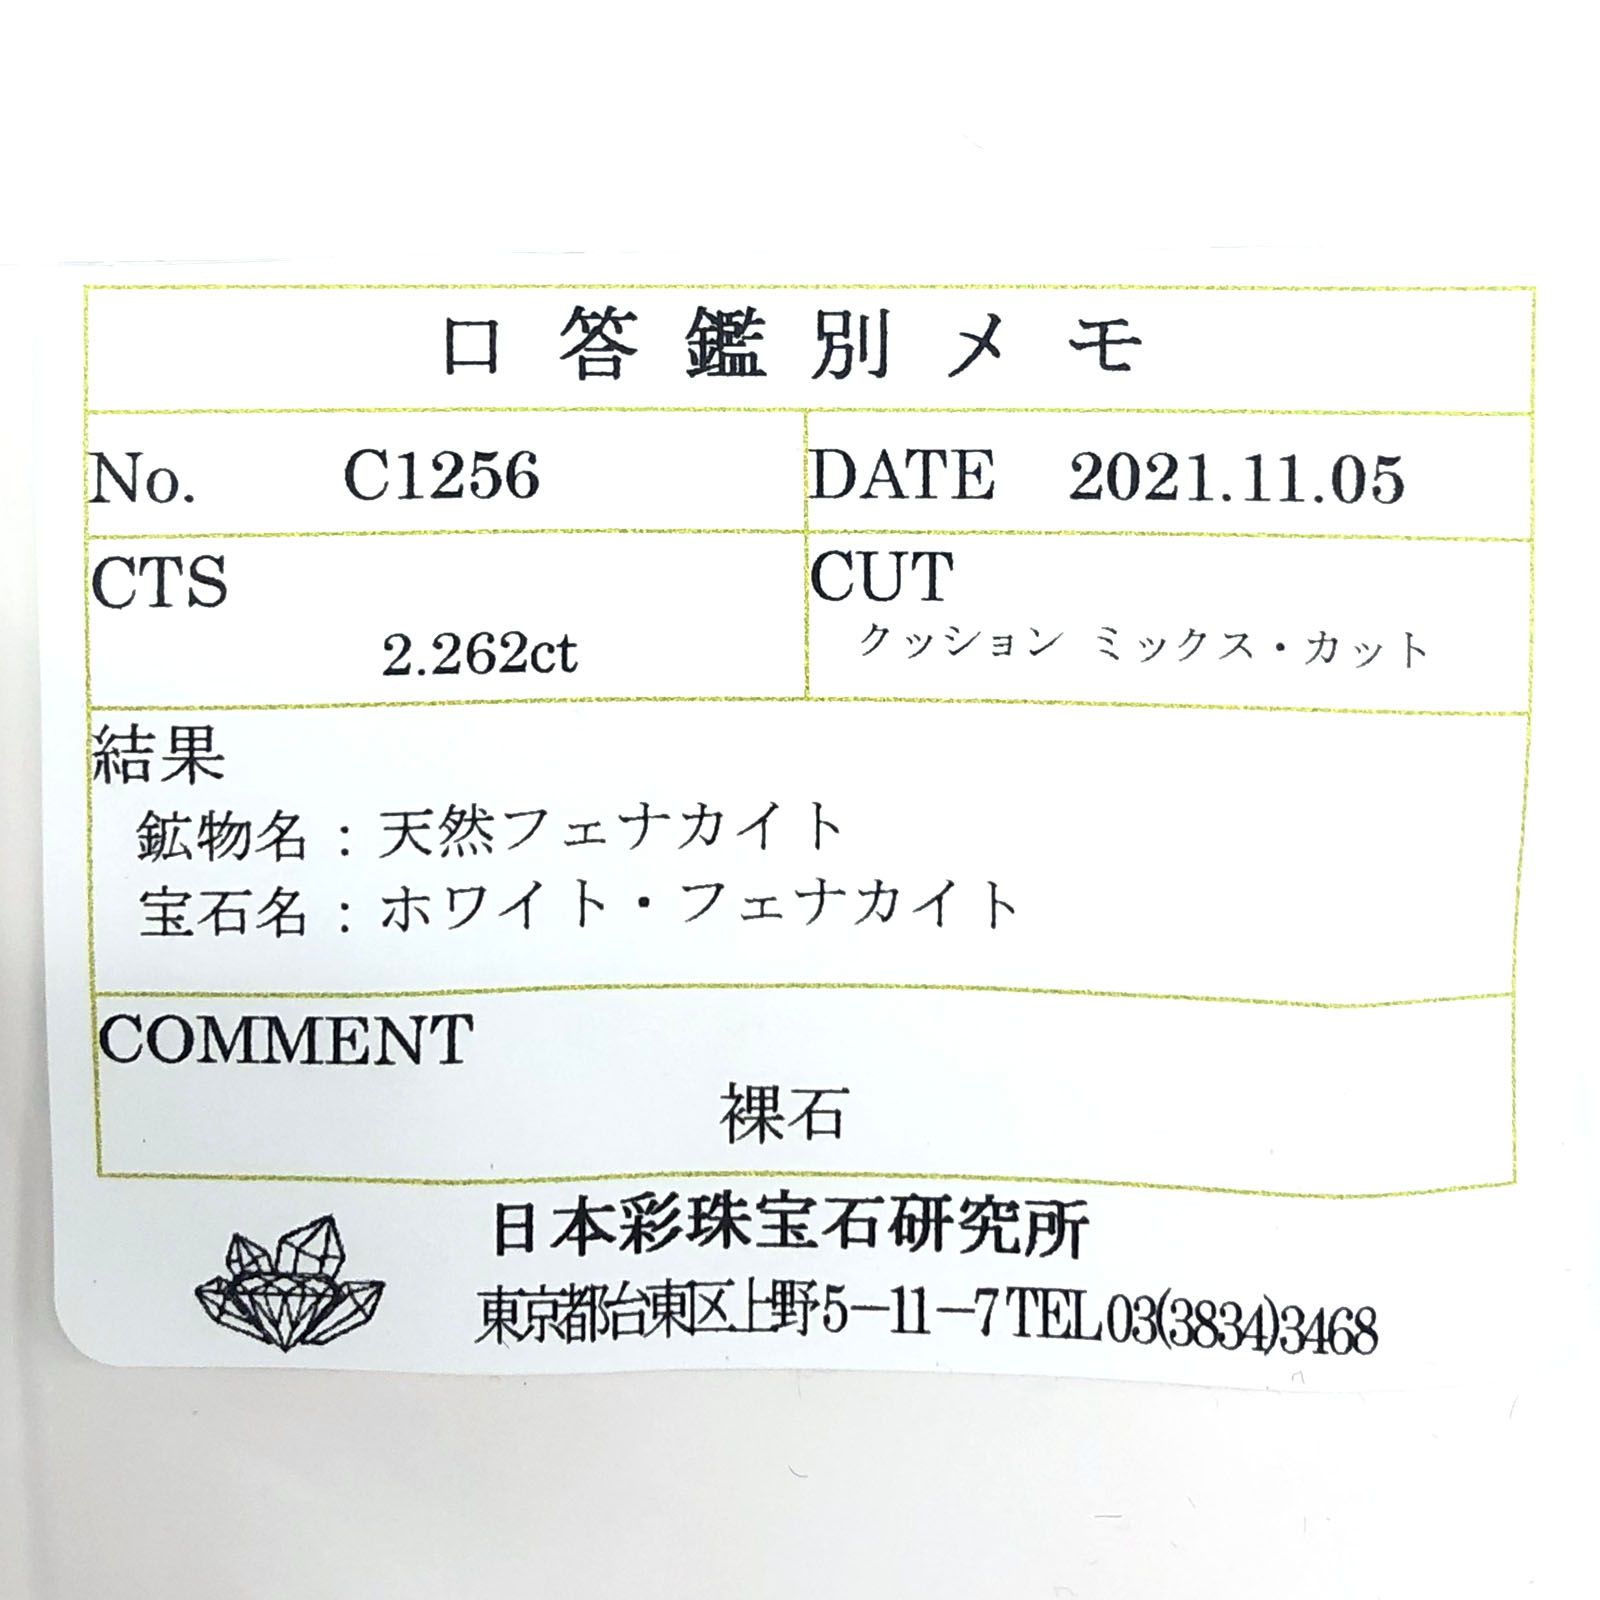 口答鑑別メモ
No. C1256 DATE 2021.11.05
CTS CUT
2.262ct クッション ミックス・カット
結果
鉱物名：天然フェナカイト
宝石名：ホワイト・フェナカイト
COMMENT
裸石
日本彩珠宝石研究所
東京都台東区上野5－11－7 TEL 03(3834)3468